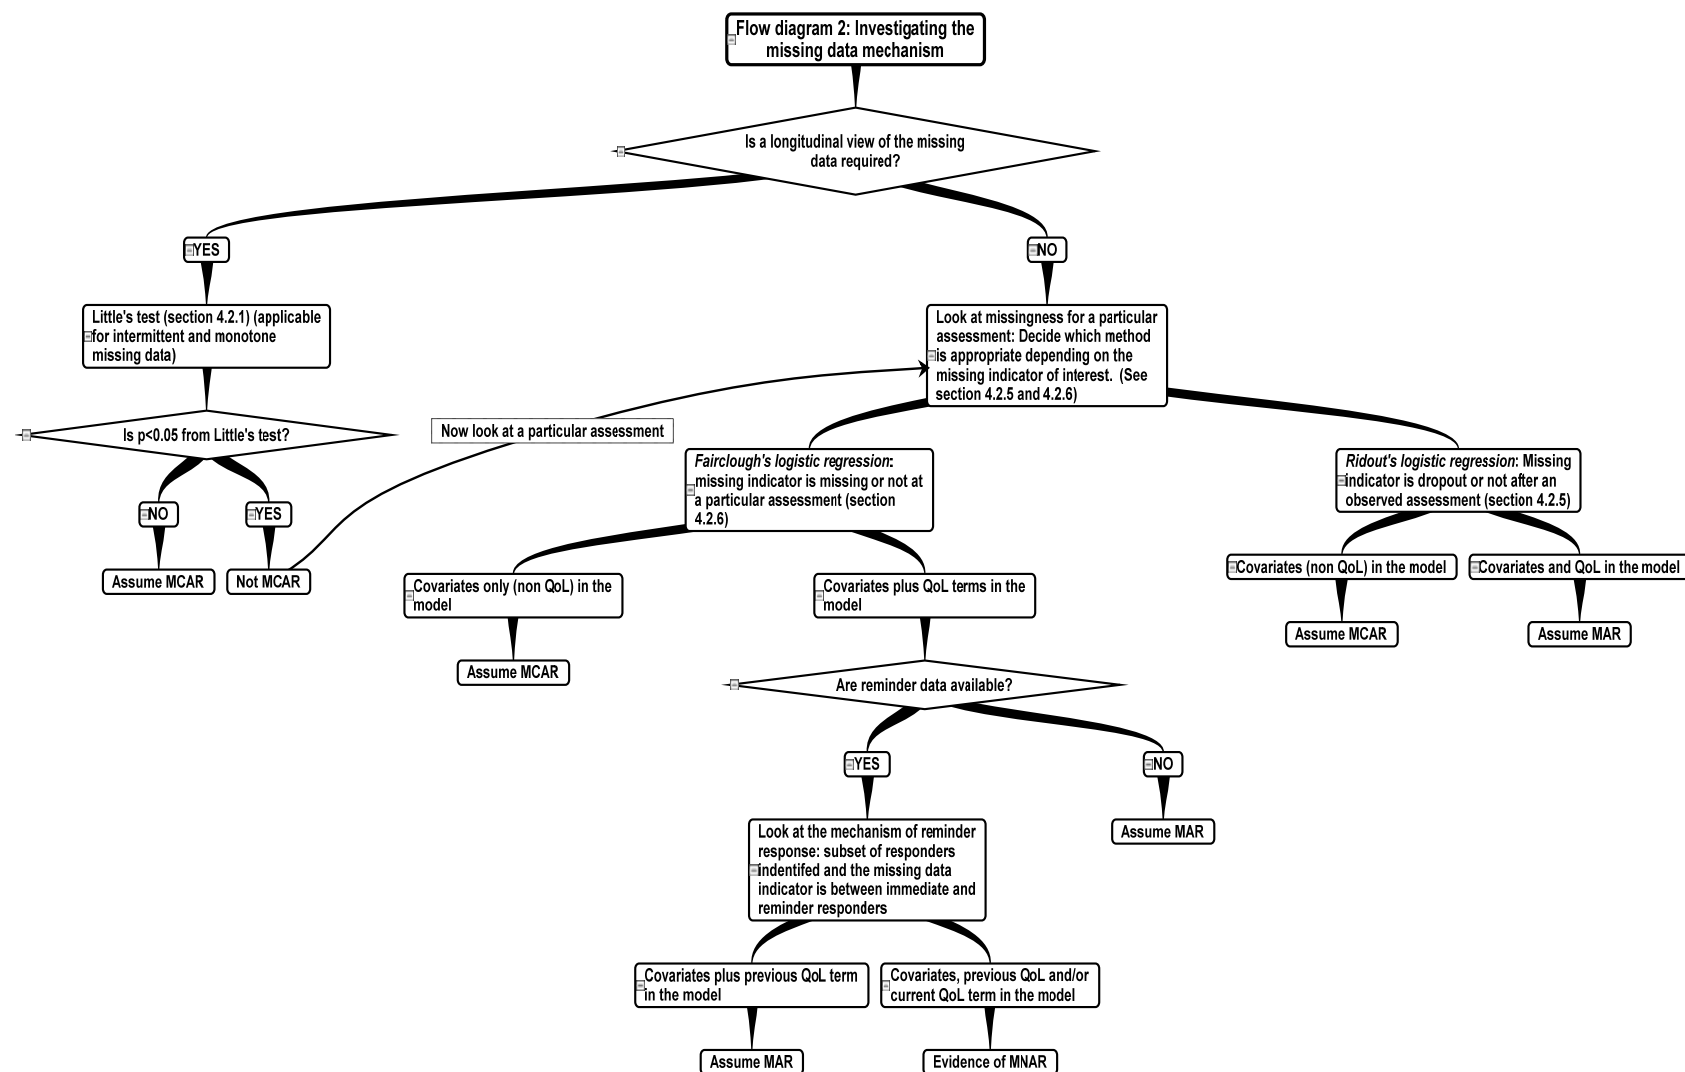 Flow diagram 2: Investigating the
missing data mechanism
Is a longitudinal view of the missing
data required?
YES
NO
Little's test (section 4.2.1) (applicable
for intermittent and monotone
missing data)
Look at missingness for a particular
assessment: Decide which method
is appropriate depending on the
missing indicator of interest. (See
section 4.2.5 and 4.2.6)
Is p<0.05 from Little's test?
Now look at a particular assessment
NO
YES
Assume MCAR
Not MCAR
Fairclough's logistic regression:
missing indicator is missing or not at
a particular assessment (section
4.2.6)
Ridout's logistic regression: Missing
indicator is dropout or not after an
observed assessment (section 4.2.5)
Covariates only (non QoL) in the
model
Covariates plus QoL terms in the
model
Covariates (non QoL) in the model
Covariates and QoL in the model
Assume MCAR
Assume MAR
Assume MCAR
Are reminder data available?
YES
NO
Look at the mechanism of reminder
response: subset of responders
indentifed and the missing data
indicator is between immediate and
reminder responders
Assume MAR
Covariates plus previous QoL term
in the model
Covariates, previous QoL and/or
current QoL term in the model
Assume MAR
Evidence of MNAR